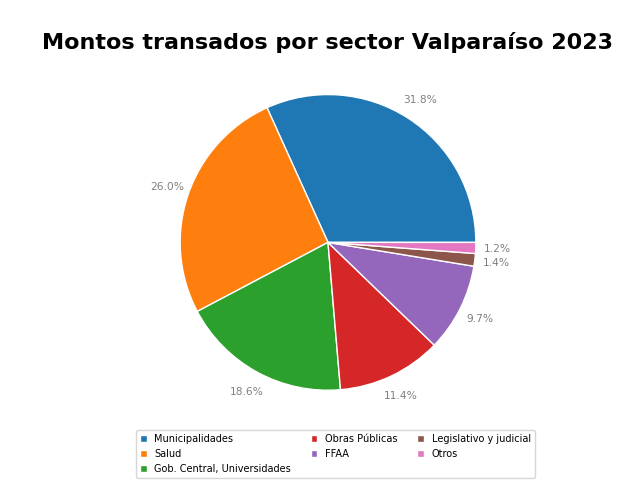 Montos transados por sector Valparaíso 2023
31.8%
26.0%
1.2%
1.4%
9.7%
18.6%
11.4%
Municipalidades
Salud
Gob. Central, Universidades
Obras Públicas
FFAA
Legislativo y judicial
Otros